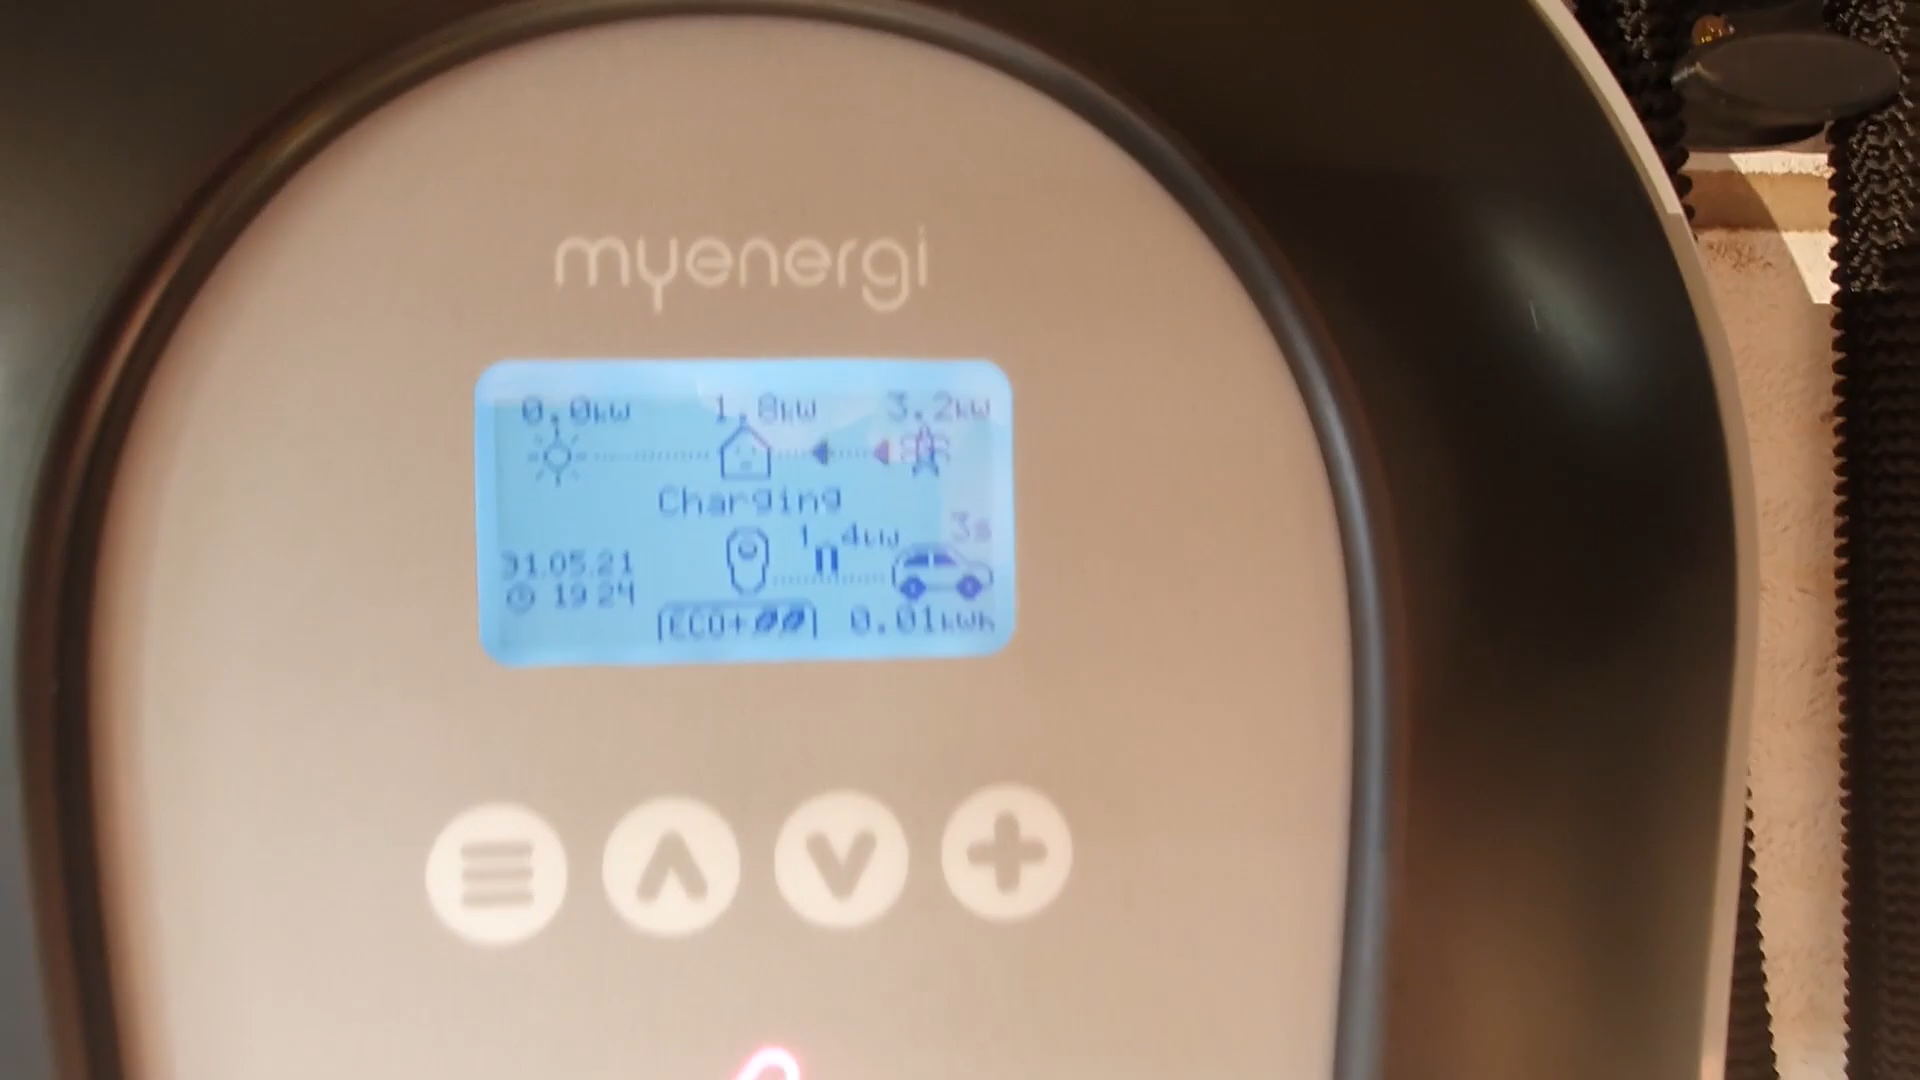 myenergi
0.0kW 1.8kW 3.2kW
Charging
1.4kW 3s
31.05.21
19:24
ECO+ 0.01kWh